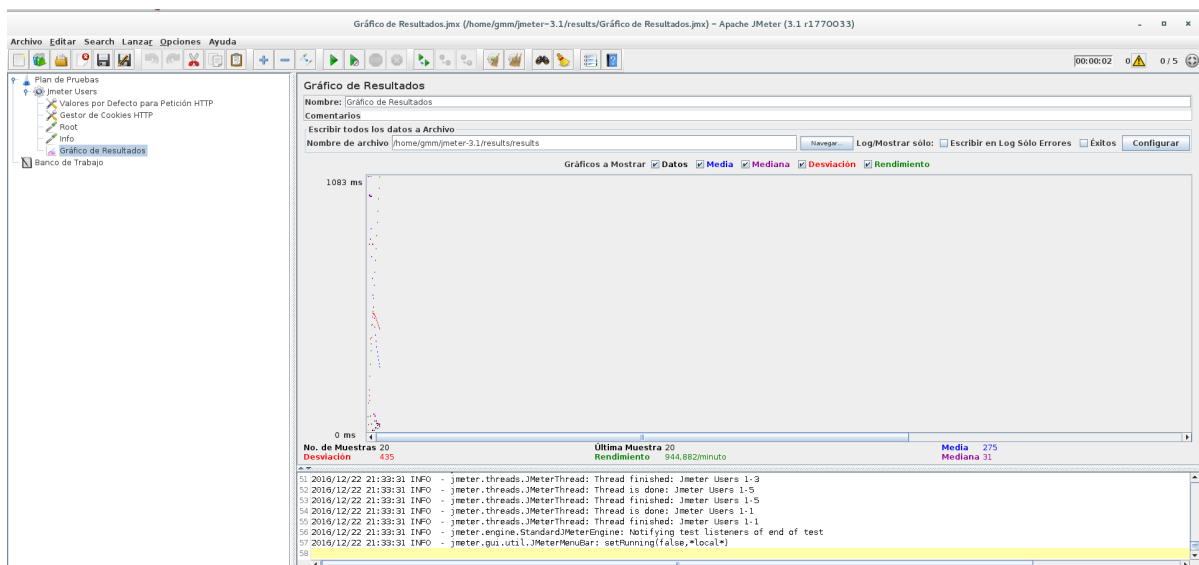 Gráfico de Resultados.jmx (/home/gmm/jmeter-3.1/results/Gráfico de Resultados.jmx) - Apache JMeter (3.1 r1770033)
Archivo Editar Search Lanzar Opciones Ayuda
00:00:02 0 0 / 5
Plan de Pruebas
Jmeter Users
Valores por Defecto para Petición HTTP
Gestor de Cookies HTTP
Root
Info
Gráfico de Resultados
Banco de Trabajo
Gráfico de Resultados
Nombre: Gráfico de Resultados
Comentarios
Escribir todos los datos a Archivo
Nombre de archivo /home/gmm/jmeter-3.1/results/results Navegar... Log/Mostrar sólo: Escribir en Log Sólo Errores Éxitos Configurar
Gráficos a Mostrar Datos Media Mediana Desviación Rendimiento
1083 ms
0 ms
No. de Muestras 20 Última Muestra 20 Media 275
Desviación 435 Rendimiento 944,882/minuto Mediana 31
51 2016/12/22 21:33:31 INFO - jmeter.threads.JMeterThread: Thread finished: Jmeter Users 1-3
52 2016/12/22 21:33:31 INFO - jmeter.threads.JMeterThread: Thread is done: Jmeter Users 1-5
53 2016/12/22 21:33:31 INFO - jmeter.threads.JMeterThread: Thread finished: Jmeter Users 1-5
54 2016/12/22 21:33:31 INFO - jmeter.threads.JMeterThread: Thread is done: Jmeter Users 1-1
55 2016/12/22 21:33:31 INFO - jmeter.threads.JMeterThread: Thread finished: Jmeter Users 1-1
56 2016/12/22 21:33:31 INFO - jmeter.engine.StandardJMeterEngine: Notifying test listeners of end of test
57 2016/12/22 21:33:31 INFO - jmeter.gui.util.JMeterMenuBar: setRunning(false,*local*)
58